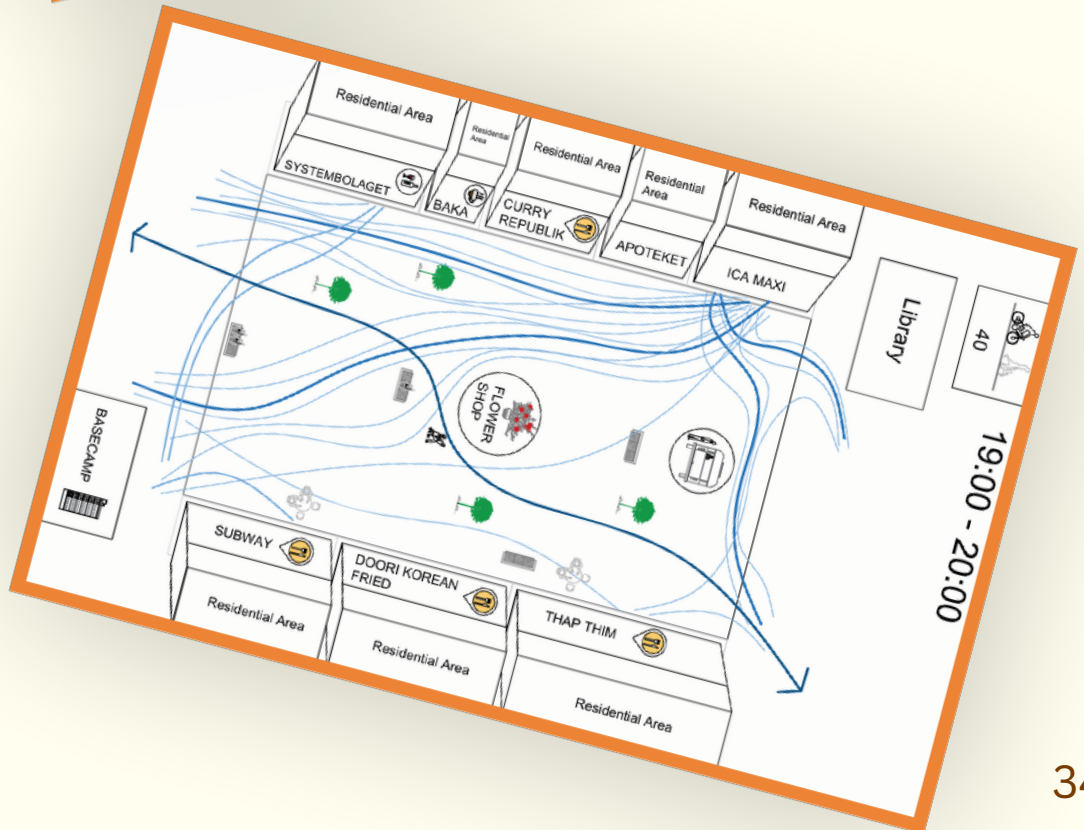 Residential Area
Residential
Area
Residential Area
Residential
Area
Residential Area
SYSTEMBOLAGET
BAKA
CURRY
REPUBLIK
APOTEKET
ICA MAXI
Library
40
19:00 - 20:00
FLOWER
SHOP
BASECAMP
SUBWAY
DOORI KOREAN
FRIED
THAP THIM
Residential Area
Residential Area
Residential Area
34